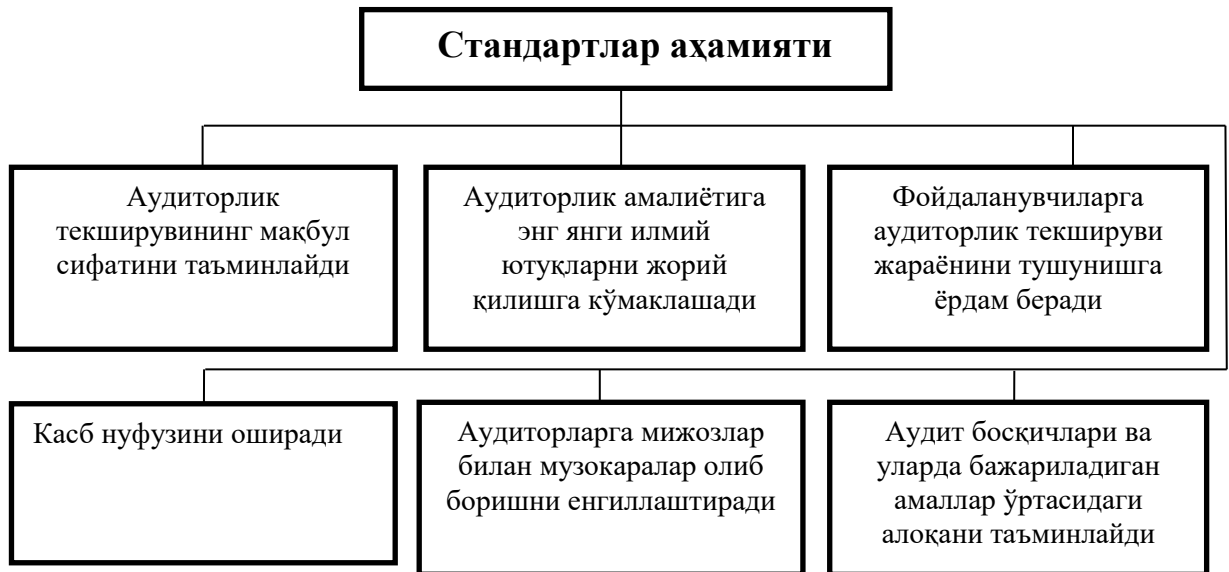 Стандартлар аҳамияти
Аудиторлик
текширувининг мақбул
сифатини таъминлайди
Аудиторлик амалиётига
энг янги илмий
ютуқларни жорий
қилишга кўмаклашади
Фойдаланувчиларга
аудиторлик текшируви
жараёнини тушунишга
ёрдам беради
Касб нуфузини оширади
Аудиторларга мижозлар
билан музокаралар олиб
боришни енгиллаштиради
Аудит босқичлари ва
уларда бажариладиган
амаллар ўртасидаги
алоқани таъминлайди